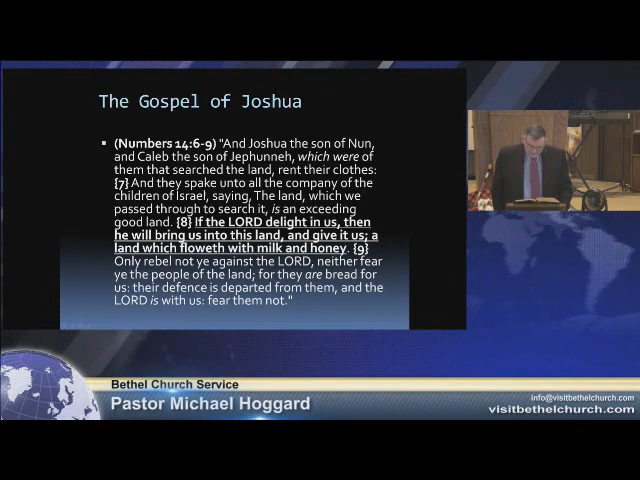 The Gospel of Joshua
▪ (Numbers 14:6-9) "And Joshua the son of Nun,
and Caleb the son of Jephunneh, which were of
them that searched the land, rent their clothes:
{7} And they spake unto all the company of the
children of Israel, saying, The land, which we
passed through to search it, is an exceeding
good land. {8} If the LORD delight in us, then
he will bring us into this land, and give it us; a
land which floweth with milk and honey. {9}
Only rebel not ye against the LORD, neither fear
ye the people of the land; for they are bread for
us: their defence is departed from them, and the
LORD is with us: fear them not."
Bethel Church Service
Pastor Michael Hoggard
info@visitbethelchurch.com
visitbethelchurch.com